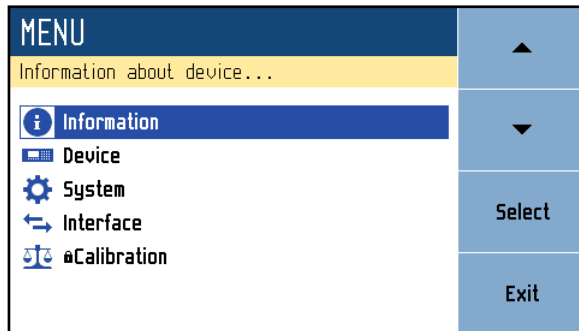 MENU
Information about device...
Information
Device
System
Interface
Calibration
Select
Exit